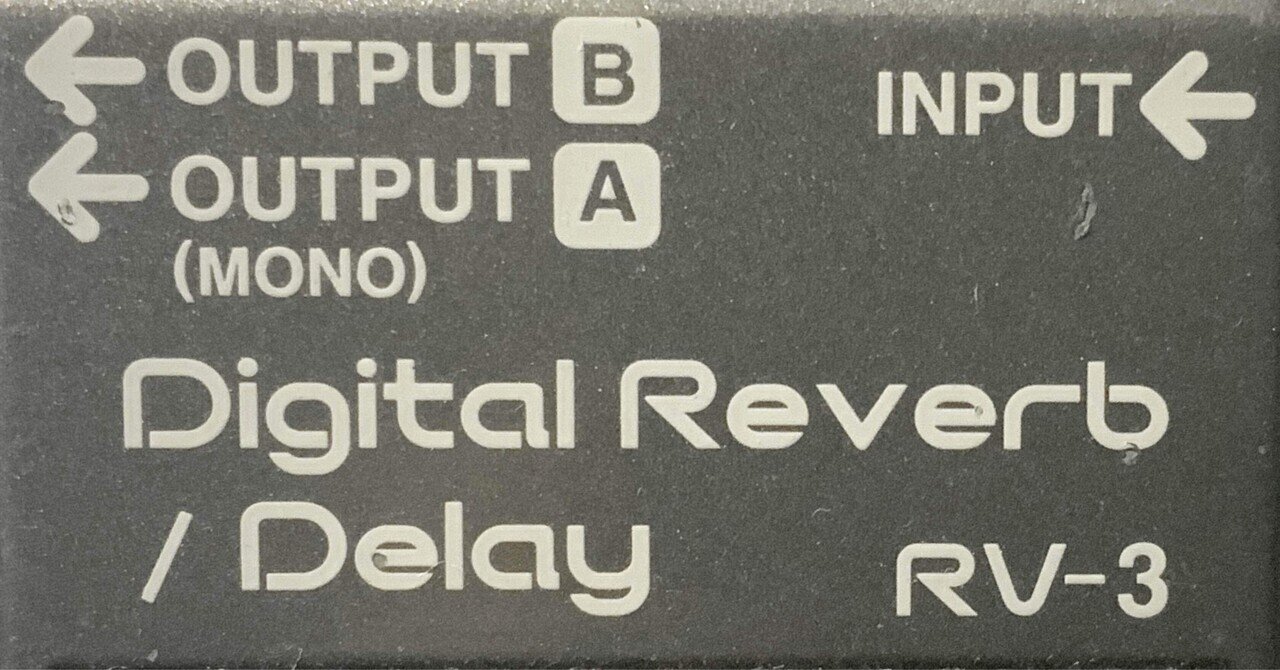 OUTPUT B
INPUT
OUTPUT A
(MONO)
Digital Reverb
/ Delay
RV-3